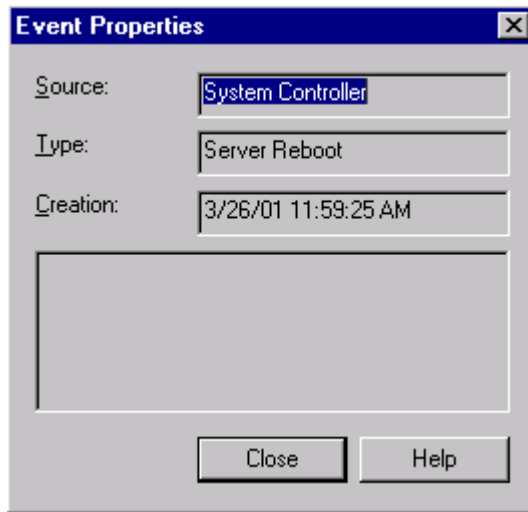 Event Properties
Source: System Controller
Type: Server Reboot
Creation: 3/26/01 11:59:25 AM
Close Help